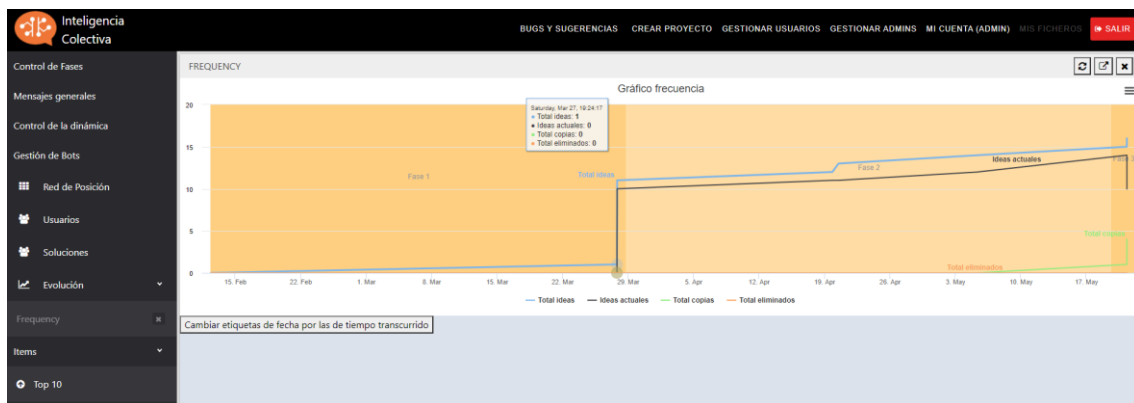 Inteligencia
Colectiva
BUGS Y SUGERENCIAS CREAR PROYECTO GESTIONAR USUARIOS GESTIONAR ADMINS MI CUENTA (ADMIN) MIS FICHEROS SALIR
Control de Fases
Mensajes generales
Control de la dinámica
Gestión de Bots
Red de Posición
Usuarios
Soluciones
Evolución
Frequency
Items
Top 10
FREQUENCY
Gráfico frecuencia
20
15
10
5
0
Saturday, Mar 27, 19:24:17
Total ideas: 1
Ideas actuales: 0
Total copias: 0
Total eliminados: 0
Fase 1
Total ideas
Fase 2
Ideas actuales
Fase 3
Total copias
Total eliminados
15. Feb 22. Feb 1. Mar 8. Mar 15. Mar 22. Mar 29. Mar 5. Apr 12. Apr 19. Apr 26. Apr 3. May 10. May 17. May
Total ideas Ideas actuales Total copias Total eliminados
Cambiar etiquetas de fecha por las de tiempo transcurrido